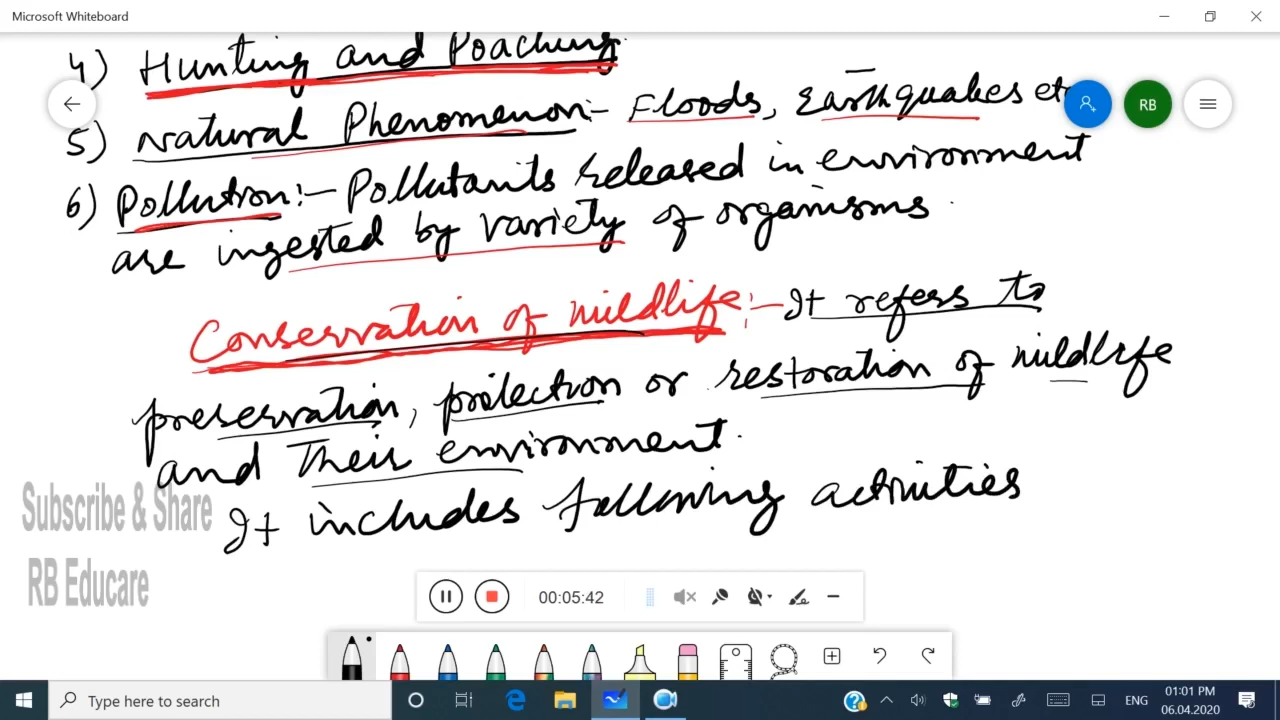 Microsoft Whiteboard
4) Hunting and Poaching
5) Natural Phenomenon:- Floods, Earthquakes etc
RB
6) Pollution:- Pollutants released in environment
are ingested by variety of organisms.
Conservation of wildlife:- It refers to
preservation, protection or restoration of wildlife
and their environment.
It includes following activities
Subscribe & Share
RB Educare
00:05:42
Type here to search
ENG
01:01 PM
06.04.2020